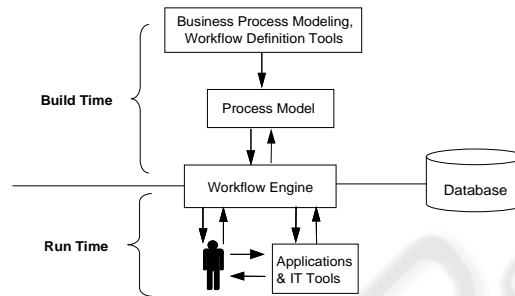 Business Process Modeling,
Workflow Definition Tools
Build Time
Process Model
Workflow Engine
Database
Run Time
Applications
& IT Tools